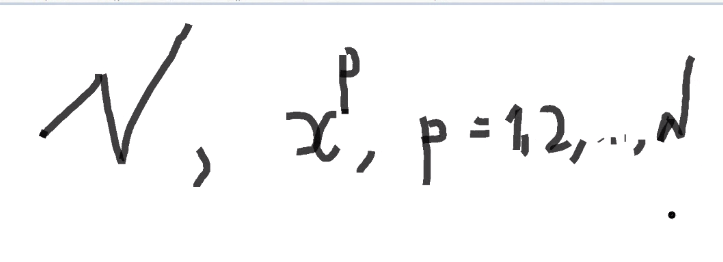 N, x^p, p = 1,2,...,N.